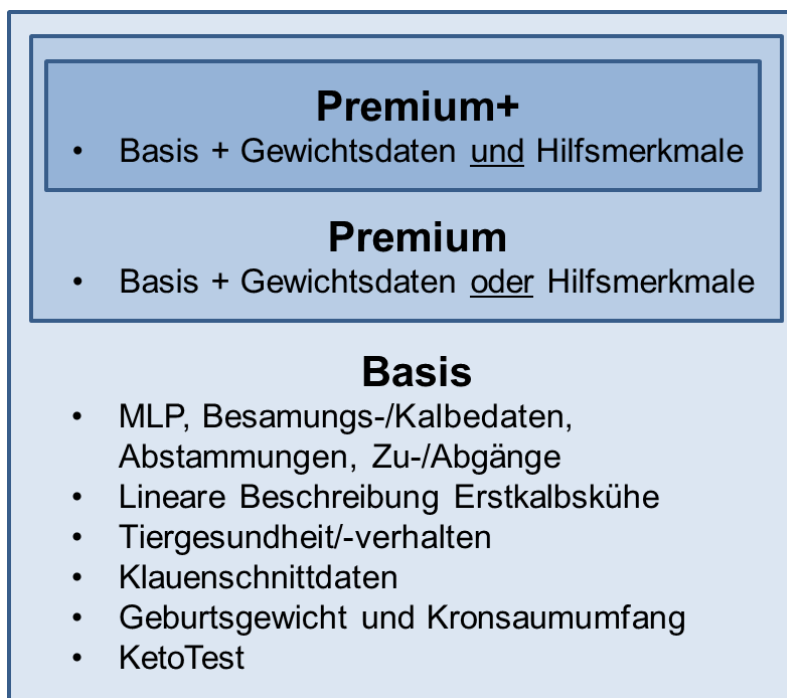 Premium+
• Basis + Gewichtsdaten und Hilfsmerkmale
Premium
• Basis + Gewichtsdaten oder Hilfsmerkmale
Basis
• MLP, Besamungs-/Kalbedaten,
Abstammungen, Zu-/Abgänge
• Lineare Beschreibung Erstkalbskühe
• Tiergesundheit/-verhalten
• Klauenschnittdaten
• Geburtsgewicht und Kronsaumumfang
• KetoTest